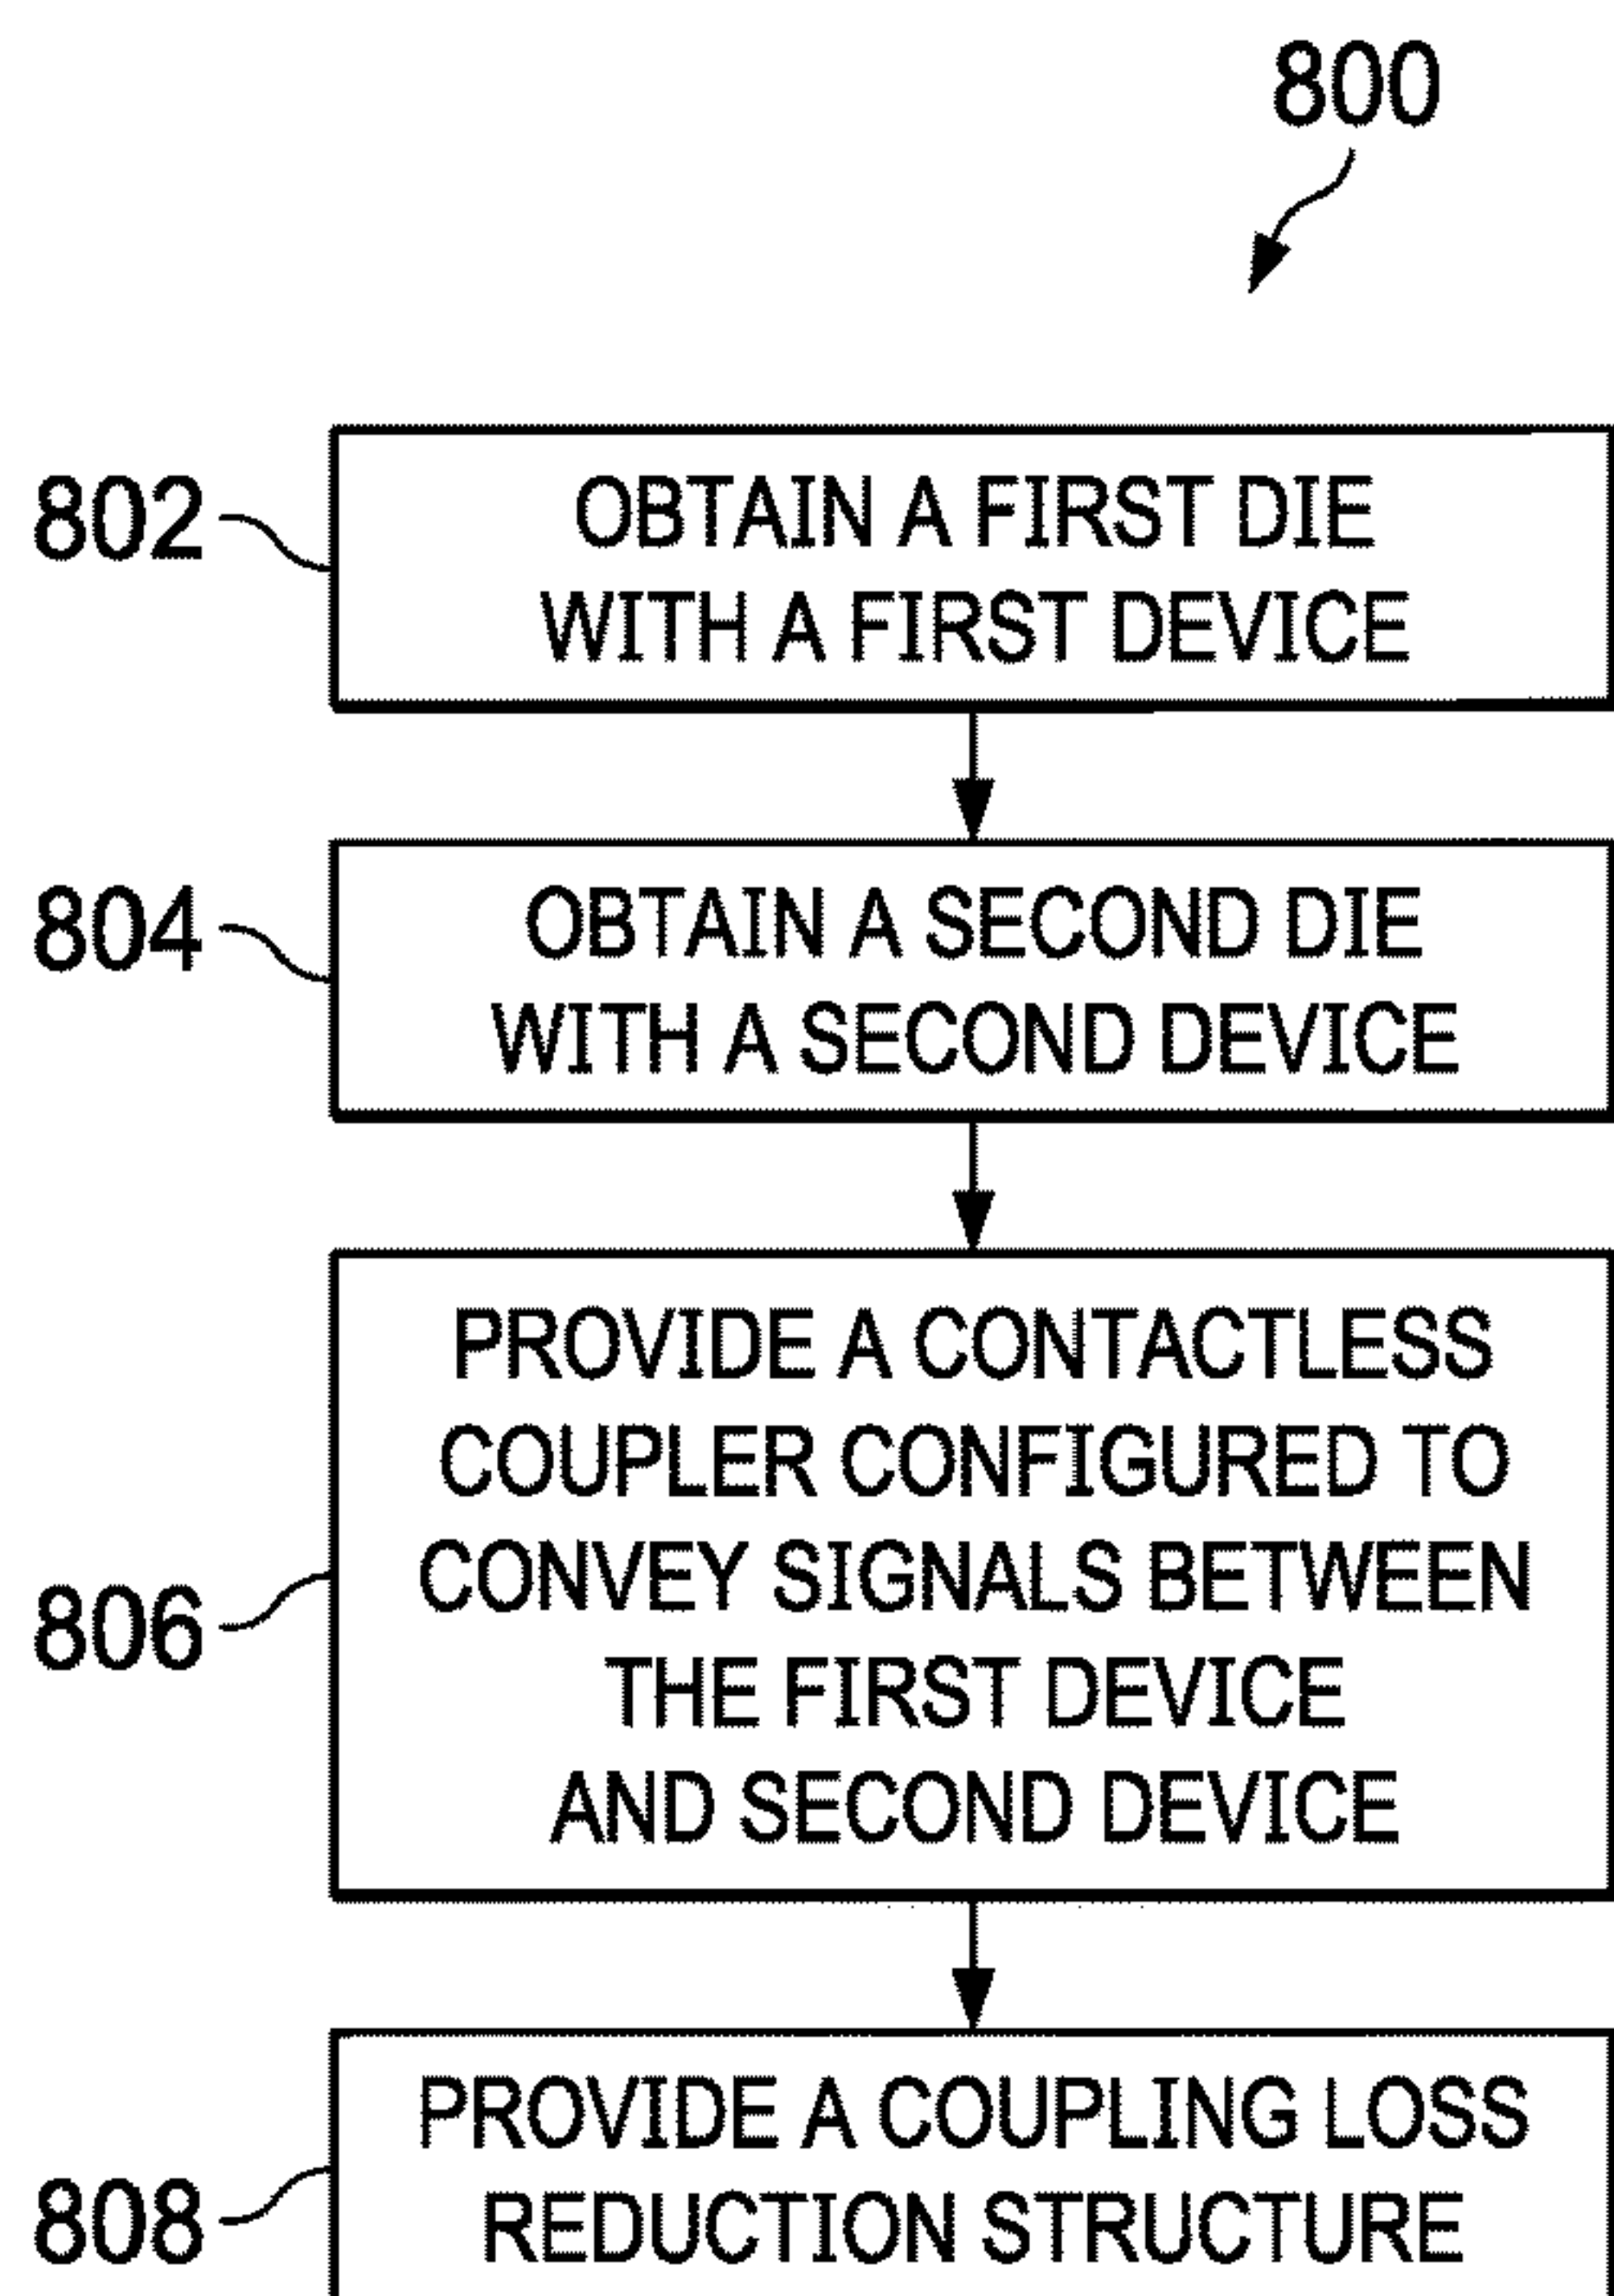 800
802
OBTAIN A FIRST DIE
WITH A FIRST DEVICE
804
OBTAIN A SECOND DIE
WITH A SECOND DEVICE
806
PROVIDE A CONTACTLESS
COUPLER CONFIGURED TO
CONVEY SIGNALS BETWEEN
THE FIRST DEVICE
AND SECOND DEVICE
808
PROVIDE A COUPLING LOSS
REDUCTION STRUCTURE